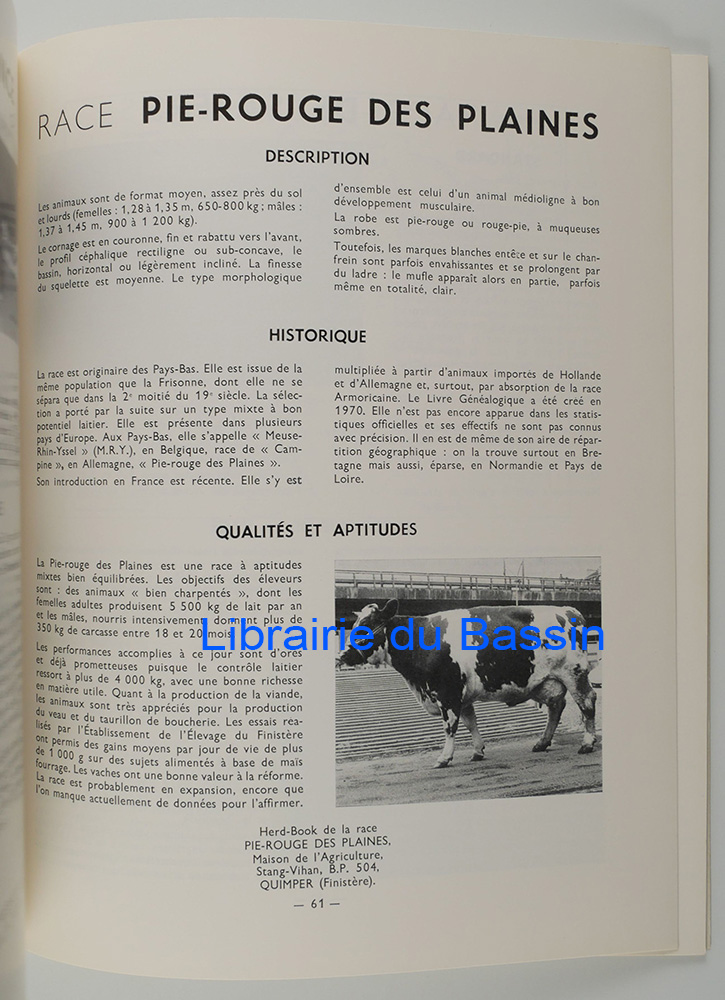 RACE PIE-ROUGE DES PLAINES
DESCRIPTION
Les animaux sont de format moyen, assez près du sol
et lourds (femelles : 1,28 à 1,35 m, 650-800 kg ; mâles :
1,37 à 1,45 m, 900 à 1 200 kg).
Le cornage est en couronne, fin et rabattu vers l'avant,
le profil céphalique rectiligne ou sub-concave, le
bassin, horizontal ou légèrement incliné. La finesse
du squelette est moyenne. Le type morphologique
d'ensemble est celui d'un animal médioligne à bon
développement musculaire.
La robe est pie-rouge ou rouge-pie, à muqueuses
sombres.
Toutefois, les marques blanches entête et sur le chan-
frein sont parfois envahissantes et se prolongent par
du ladre : le mufle apparaît alors en partie, parfois
même en totalité, clair.
HISTORIQUE
La race est originaire des Pays-Bas. Elle est issue de la
même population que la Frisonne, dont elle ne se
sépara que dans la 2e moitié du 19e siècle. La sélec-
tion a porté par la suite sur un type mixte à bon
potentiel laitier. Elle est présente dans plusieurs
pays d'Europe. Aux Pays-Bas, elle s'appelle « Meuse-
Rhin-Yssel » (M.R.Y.), en Belgique, race de « Cam-
pine », en Allemagne, « Pie-rouge des Plaines ».
Son introduction en France est récente. Elle s'y est
multipliée à partir d'animaux importés de Hollande
et d'Allemagne et, surtout, par absorption de la race
Armoricaine. Le Livre Généalogique a été créé en
1970. Elle n'est pas encore apparue dans les statis-
tiques officielles et ses effectifs ne sont pas connus
avec précision. Il en est de même de son aire de répar-
tition géographique : on la trouve surtout en Bre-
tagne mais aussi, éparse, en Normandie et Pays de
Loire.
QUALITÉS ET APTITUDES
La Pie-rouge des Plaines est une race à aptitudes
mixtes bien équilibrées. Les objectifs des éleveurs
sont : des animaux « bien charpentés », dont les
femelles adultes produisent 5 500 kg de lait par an
et les mâles, nourris intensivement, donnent plus de
350 kg de carcasse entre 18 et 20 mois.
Les performances accomplies à ce jour sont d'ores
et déjà prometteuses puisque le contrôle laitier
ressort à plus de 4 000 kg, avec une bonne richesse
en matière utile. Quant à la production de la viande,
les animaux sont très appréciés pour la production
du veau et du taurillon de boucherie. Les essais réa-
lisés par l'Établissement de l'Élevage du Finistère
ont permis des gains moyens par jour de vie de plus
de 1 000 g sur des sujets alimentés à base de maïs
fourrage. Les vaches ont une bonne valeur à la réforme.
La race est probablement en expansion, encore que
l'on manque actuellement de données pour l'affirmer.
Librairie du Bassin
Herd-Book de la race
PIE-ROUGE DES PLAINES,
Maison de l'Agriculture,
Stang-Vihan, B.P. 504,
QUIMPER (Finistère).
— 61 —